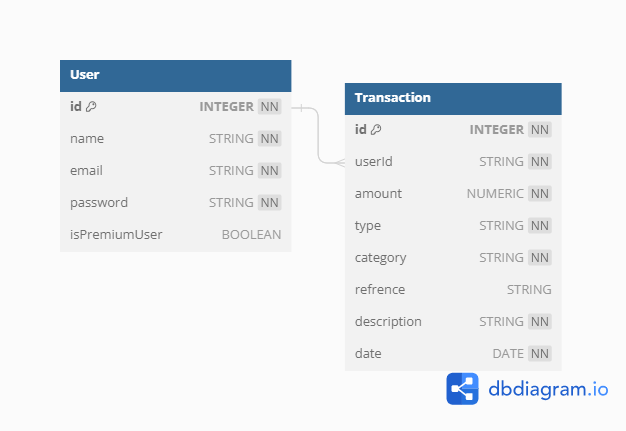 User
id INTEGER NN
name STRING NN
email STRING NN
password STRING NN
isPremiumUser BOOLEAN
Transaction
id INTEGER NN
userId STRING NN
amount NUMERIC NN
type STRING NN
category STRING NN
refrence STRING
description STRING NN
date DATE NN
dbdiagram.io